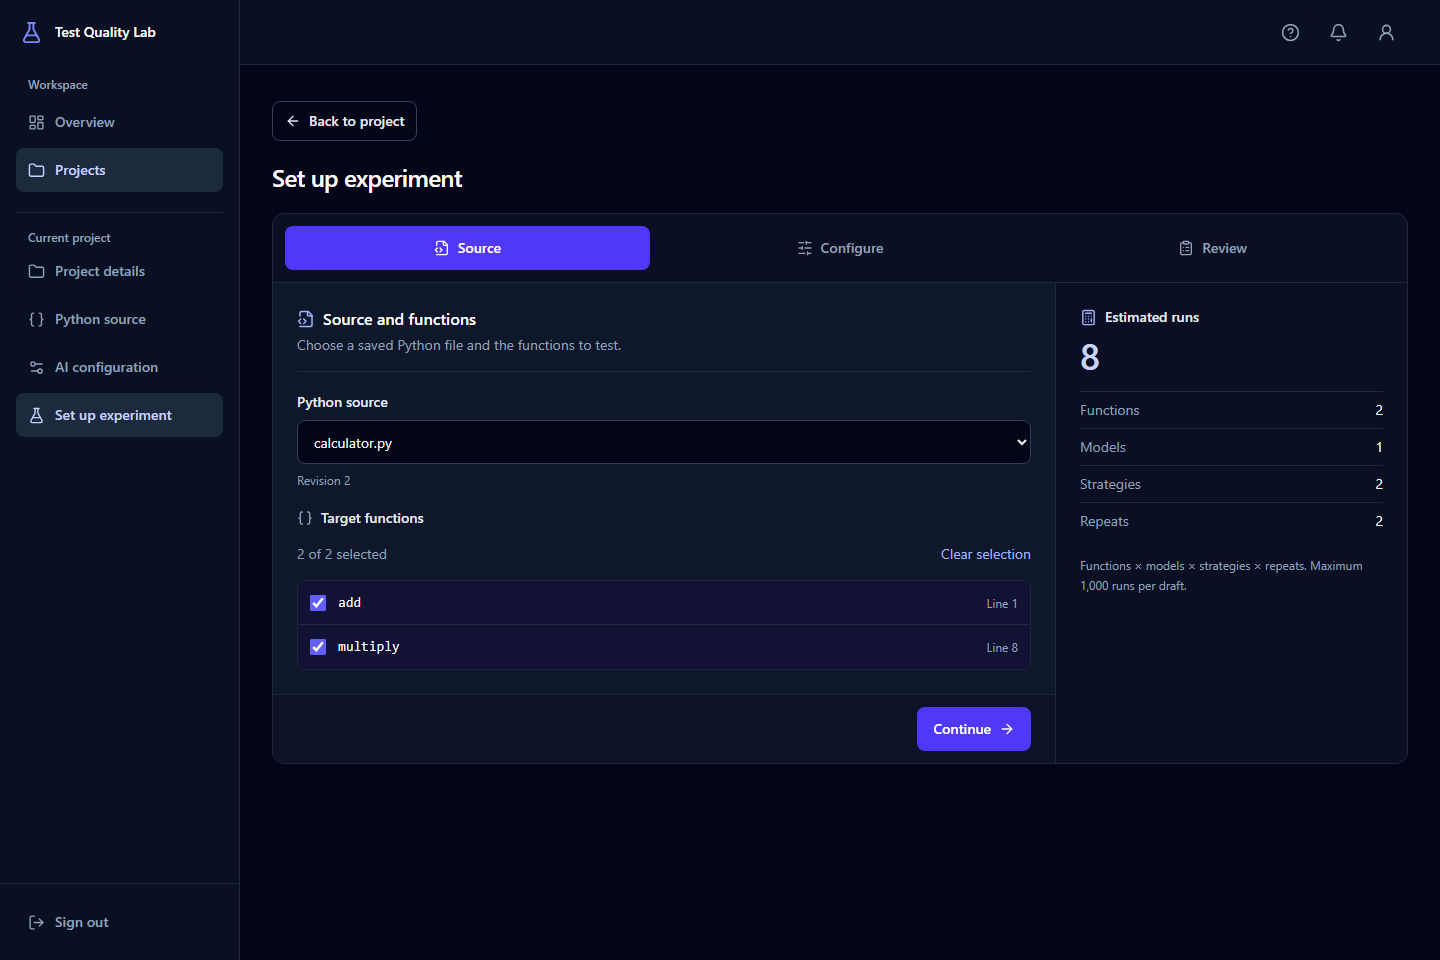 Test Quality Lab
Workspace
Overview
Projects
Current project
Project details
Python source
AI configuration
Set up experiment
Sign out
Back to project
Set up experiment
Source
Configure
Review
Source and functions
Choose a saved Python file and the functions to test.
Python source
calculator.py
Revision 2
Target functions
2 of 2 selected
Clear selection
add
Line 1
multiply
Line 8
Continue
Estimated runs
8
Functions 2
Models 1
Strategies 2
Repeats 2
Functions × models × strategies × repeats. Maximum
1,000 runs per draft.